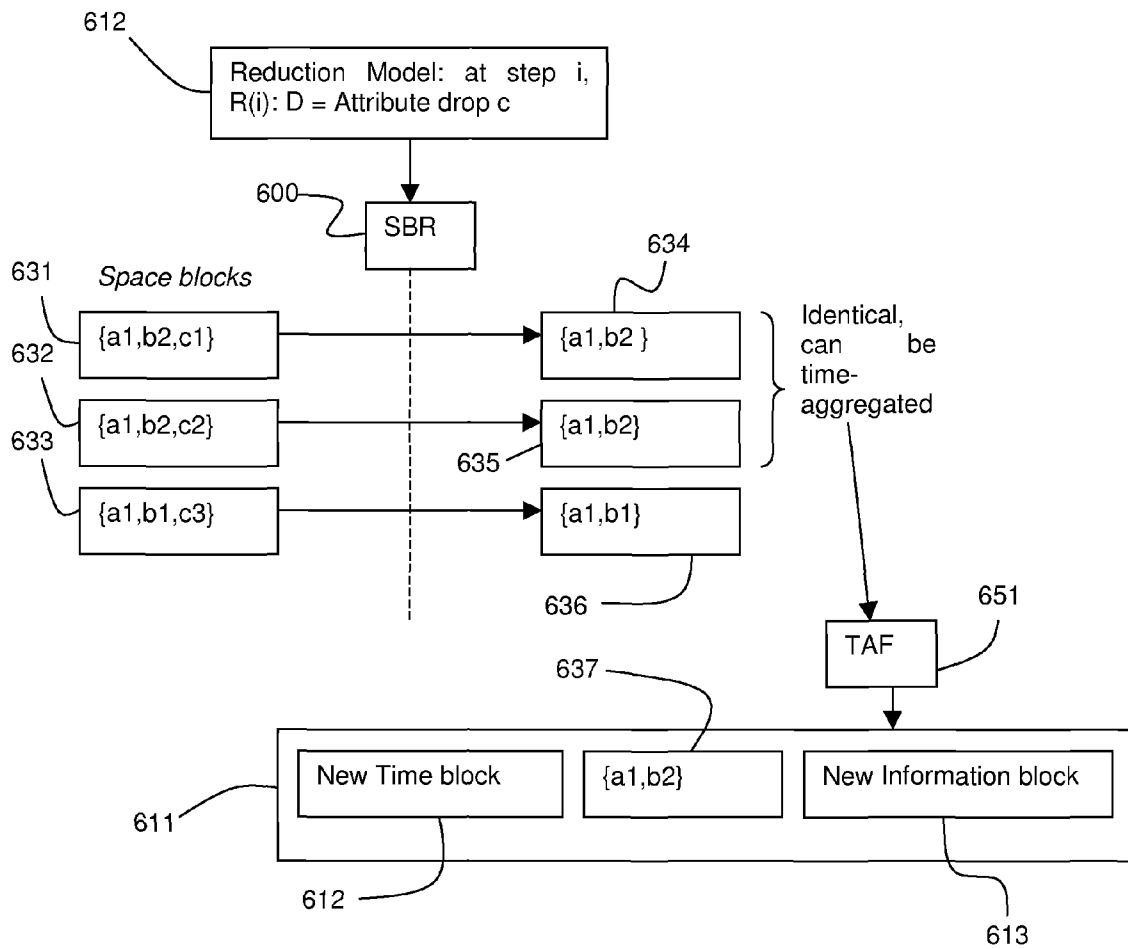 612
Reduction Model: at step i,
R(i): D = Attribute drop c
600
SBR
634
631
Space blocks
{a1,b2,c1}
{a1,b2 }
Identical,
can be
time-
aggregated
632
{a1,b2,c2}
{a1,b2}
633
635
{a1,b1,c3}
{a1,b1}
636
651
TAF
637
New Time block
{a1,b2}
New Information block
611
612
613